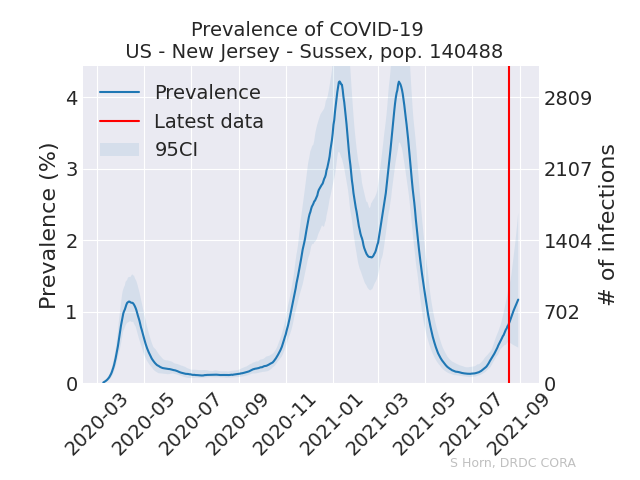 Prevalence of COVID-19
US - New Jersey - Sussex, pop. 140488
Prevalence
Latest data
95CI
Prevalence (%)
4
3
2
1
0
# of infections
2809
2107
1404
702
0
2020-03
2020-05
2020-07
2020-09
2020-11
2021-01
2021-03
2021-05
2021-07
2021-09
S Horn, DRDC CORA